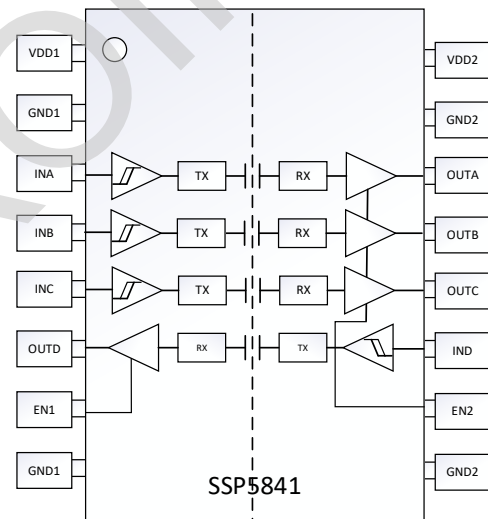 VDD1
VDD2
GND1
GND2
INA
TX
RX
OUTA
INB
TX
RX
OUTB
INC
TX
RX
OUTC
OUTD
RX
TX
IND
EN1
EN2
GND1
GND2
SSP5841